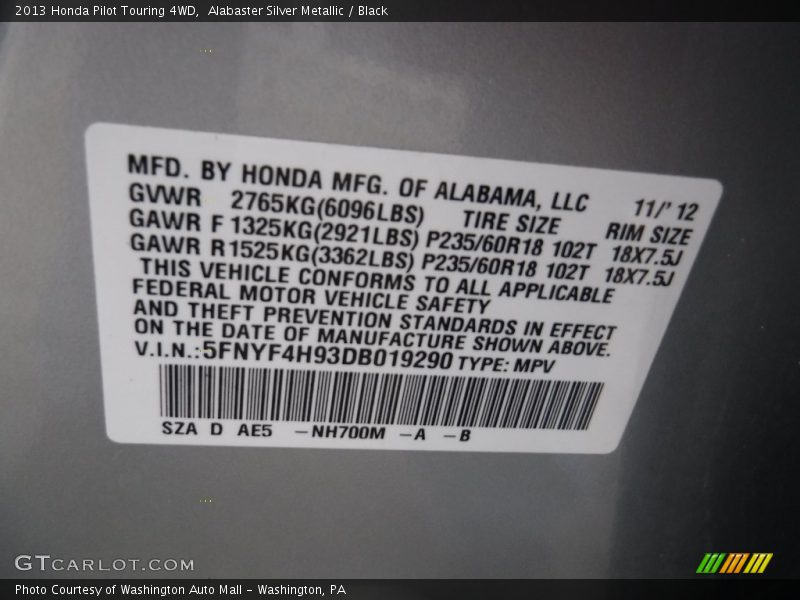 2013 Honda Pilot Touring 4WD,  Alabaster Silver Metallic / Black
MFD. BY HONDA MFG. OF ALABAMA, LLC 11/' 12
GVWR 2765KG(6096LBS) TIRE SIZE RIM SIZE
GAWR F 1325KG(2921LBS) P235/60R18 102T 18X7.5J
GAWR R 1525KG(3362LBS) P235/60R18 102T 18X7.5J
THIS VEHICLE CONFORMS TO ALL APPLICABLE
FEDERAL MOTOR VEHICLE SAFETY
AND THEFT PREVENTION STANDARDS IN EFFECT
ON THE DATE OF MANUFACTURE SHOWN ABOVE.
V.I.N.:5FNYF4H93DB019290 TYPE: MPV
SZA D AE5 -NH700M -A -B
GTCARLOT.COM
Photo Courtesy of Washington Auto Mall - Washington, PA